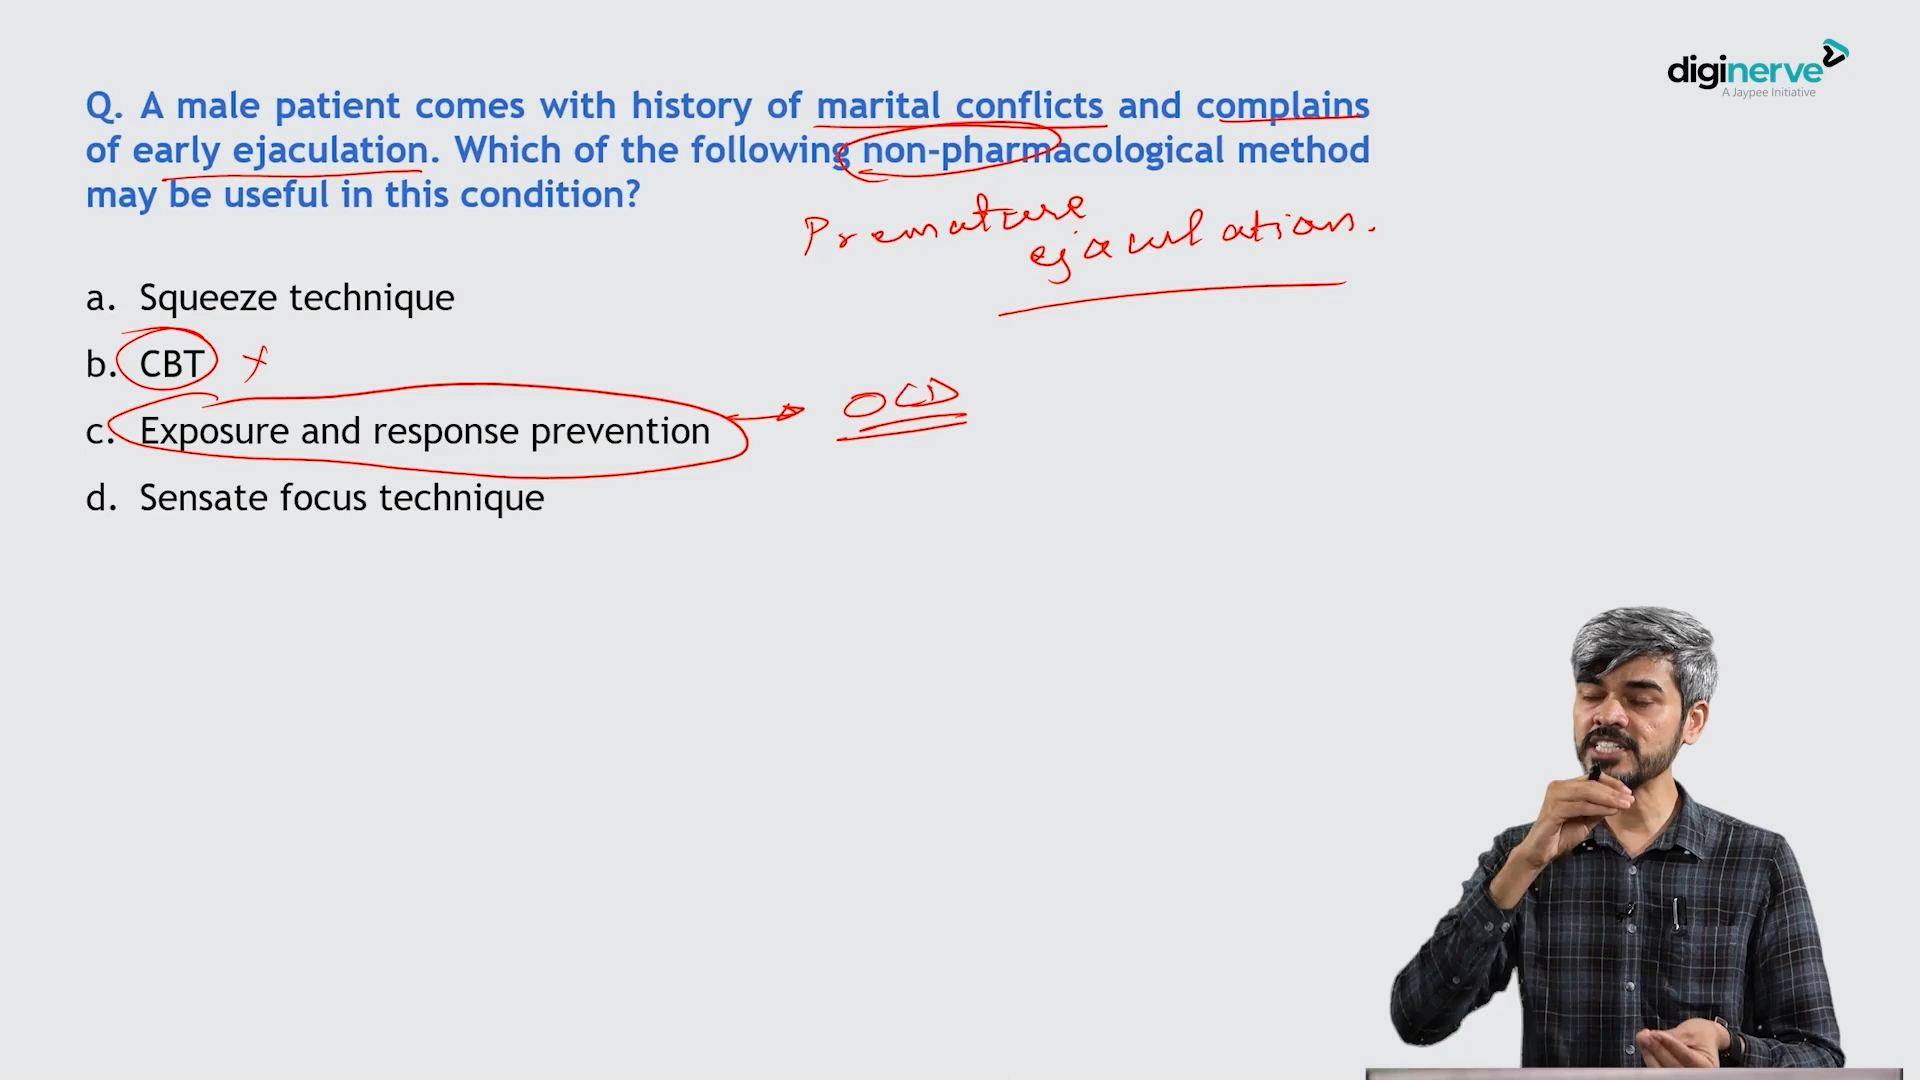 diginerve
A Jaypee Initiative
Q. A male patient comes with history of marital conflicts and complains
of early ejaculation. Which of the following non-pharmacological method
may be useful in this condition?
Premature
ejaculation.
a. Squeeze technique
b. CBT x
c. Exposure and response prevention → OCD
d. Sensate focus technique